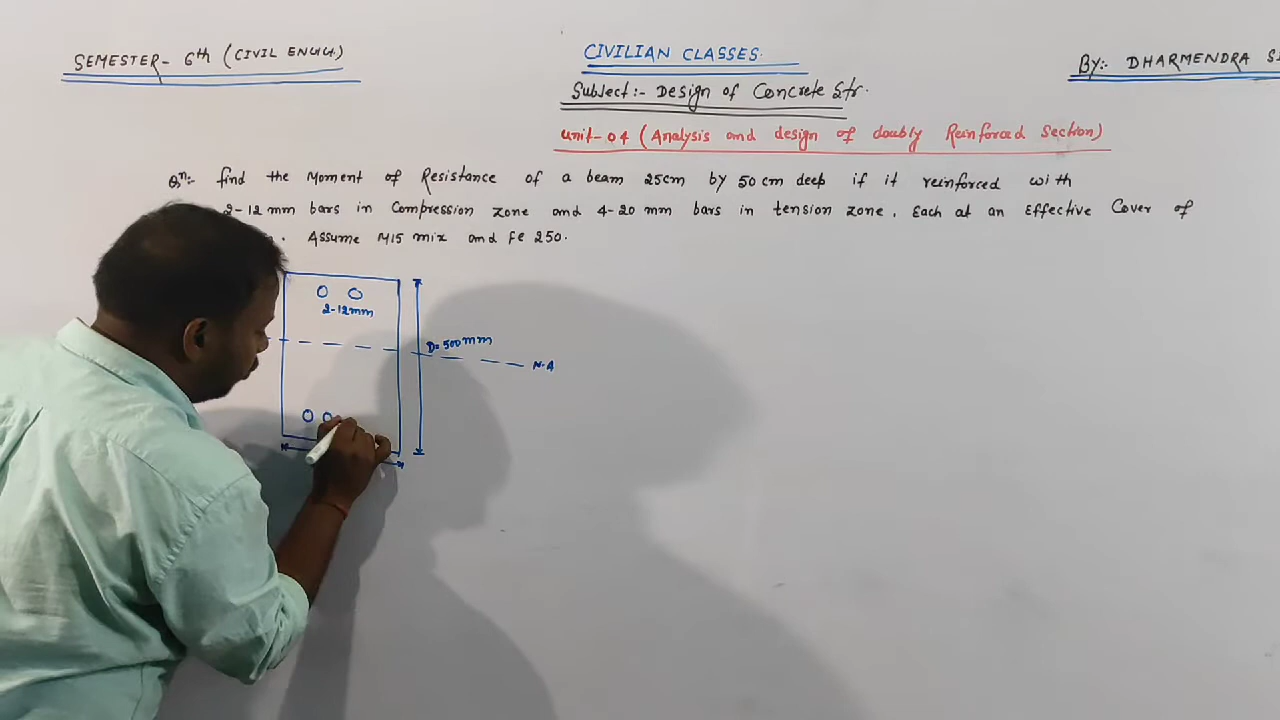 SEMESTER- 6th (CIVIL ENGG.)
CIVILIAN CLASSES.
By:- DHARMENDRA
Subject:- Design of Concrete Str.
Unit-04 (Analysis and design of doubly Reinforced Section)
Qn:- find the Moment of Resistance of a beam 25cm by 50 cm deep if it reinforced with
2-12 mm bars in Compression zone and 4-20 mm bars in tension zone. Each at an Effective Cover of
. Assume M15 mix and fe 250.
2-12mm
D=500mm
N.A